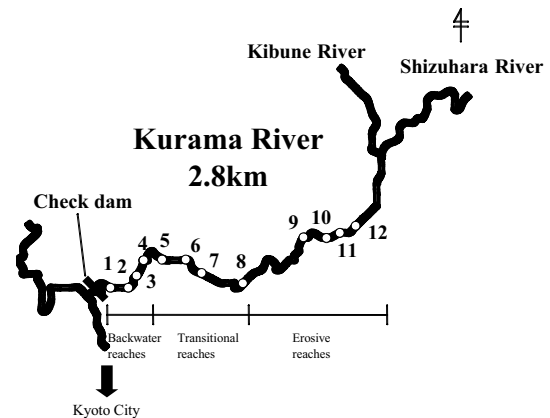 Kibune River
Shizuhara River
Kurama River
2.8km
Check dam
1
2
3
4
5
6
7
8
9
10
11
12
Backwater
reaches
Transitional
reaches
Erosive
reaches
Kyoto City